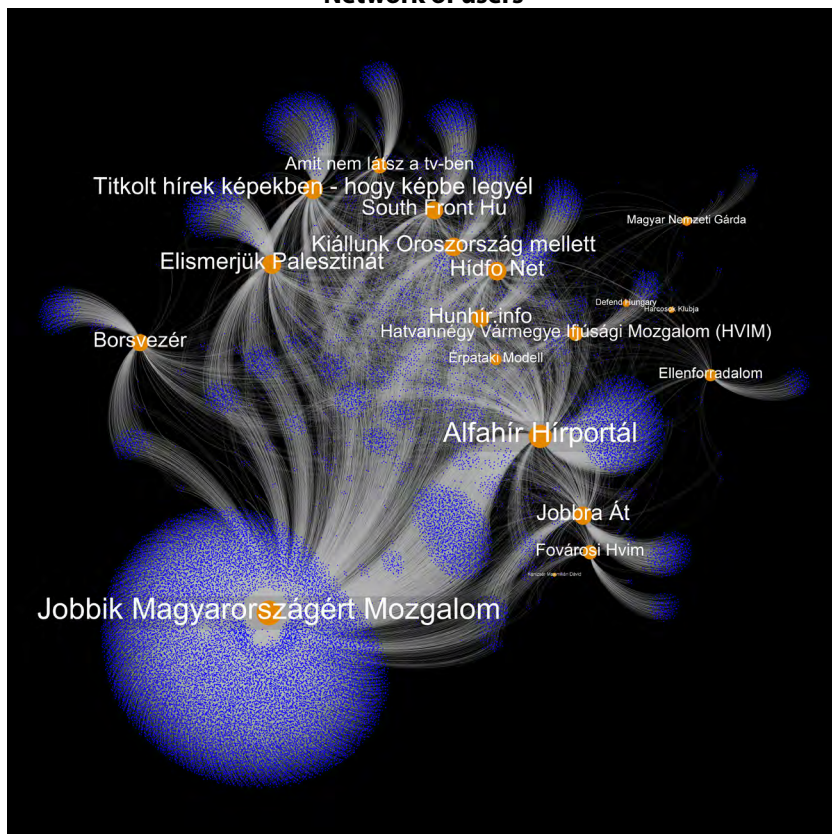 Network of users
Amit nem látsz a tv-ben
Titkolt hírek képekben - hogy képbe legyél
South Front Hu
Magyar Nemzeti Gárda
Kiállunk Oroszország mellett
Elismerjük Palesztinát
Hídfo Net
Defend Hungary
Harcosok Klubja
Hunhír.info
Hatvannégy Vármegye Ifjúsági Mozgalom (HVIM)
Borsvezér
Érpataki Modell
Ellenforradalom
Alfahír Hírportál
Jobbra Át
Fovárosi Hvim
Jobbik Magyarországért Mozgalom